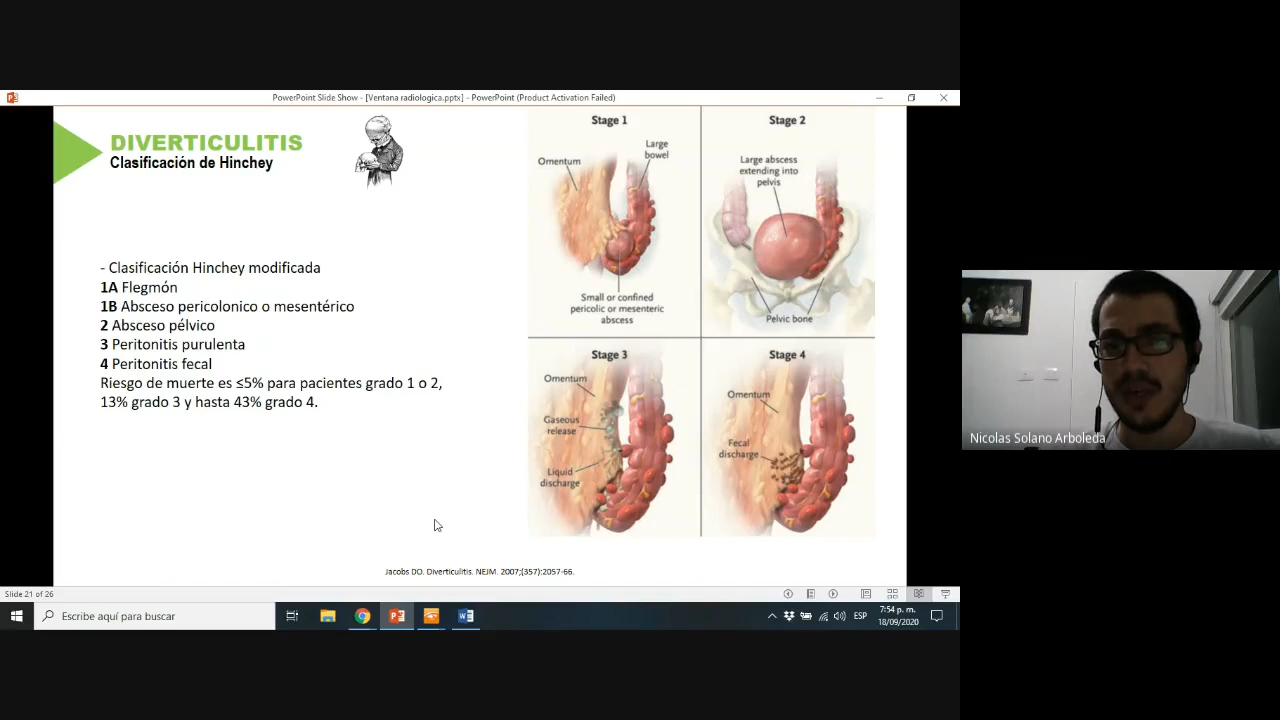 PowerPoint Slide Show - [Ventana radiologica.pptx] - PowerPoint (Product Activation Failed)
DIVERTICULITIS
Clasificación de Hinchey
- Clasificación Hinchey modificada
1A Flegmón
1B Absceso pericolonico o mesentérico
2 Absceso pélvico
3 Peritonitis purulenta
4 Peritonitis fecal
Riesgo de muerte es ≤5% para pacientes grado 1 o 2,
13% grado 3 y hasta 43% grado 4.
Stage 1
Large
bowel
Omentum
Small or confined
pericolic or mesenteric
abscess
Stage 2
Large abscess
extending into
pelvis
Pelvic bone
Stage 3
Omentum
Gaseous
release
Liquid
discharge
Stage 4
Omentum
Fecal
discharge
Jacobs DO. Diverticulitis. NEJM. 2007;(357):2057-66.
Nicolas Solano Arboleda
Slide 21 of 26
Escribe aquí para buscar
ESP
7:54 p. m.
18/09/2020